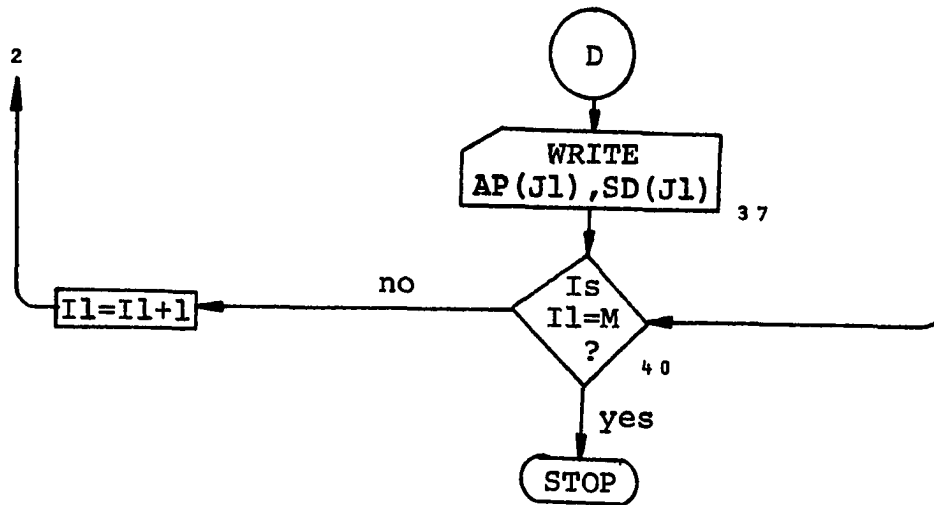 2
D
WRITE
AP(J1),SD(J1)
37
no
Is
I1=M
?
I1=I1+1
40
yes
STOP